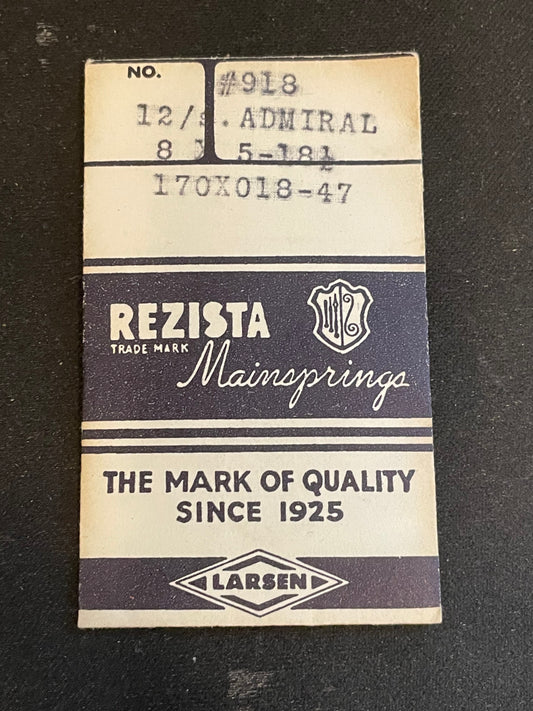 NO.
#918
12/s. ADMIRAL
8 X 5-18½
170X018-47
REZISTA
TRADE MARK
Mainsprings
THE MARK OF QUALITY
SINCE 1925
LARSEN